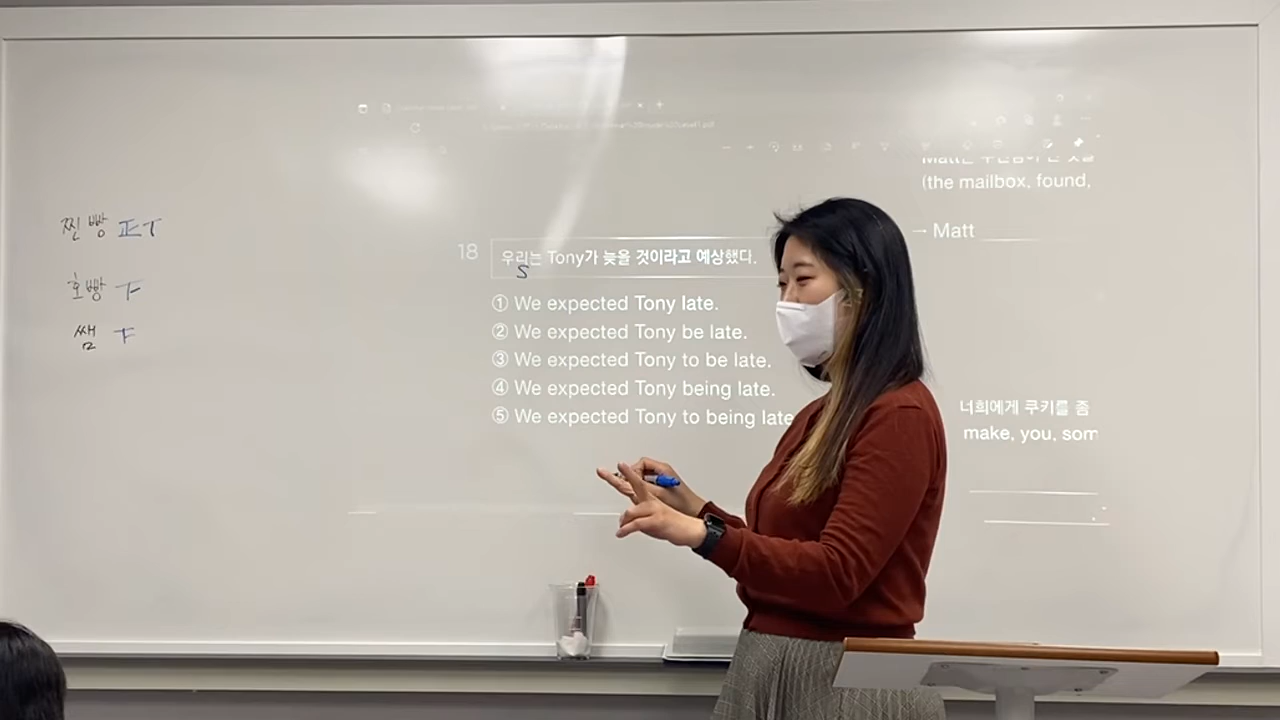 찐빵
호빵
쌤
18
우리는 Tony가 늦을 것이라고 예상했다.
S
① We expected Tony late.
② We expected Tony be late.
③ We expected Tony to be late.
④ We expected Tony being late.
⑤ We expected Tony to being late
(the mailbox, found,
→ Matt
너희에게 쿠키를 좀
make, you, som